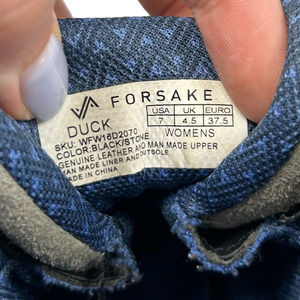 FORSAKE
DUCK
SKU: WFW18D2070
COLOR:BLACK/STONE
GENUINE LEATHER AND MAN MADE UPPER
MAN MADE LINER AND OUTSOLE
MADE IN CHINA
USA UK EURO
7 4.5 37.5
WOMENS